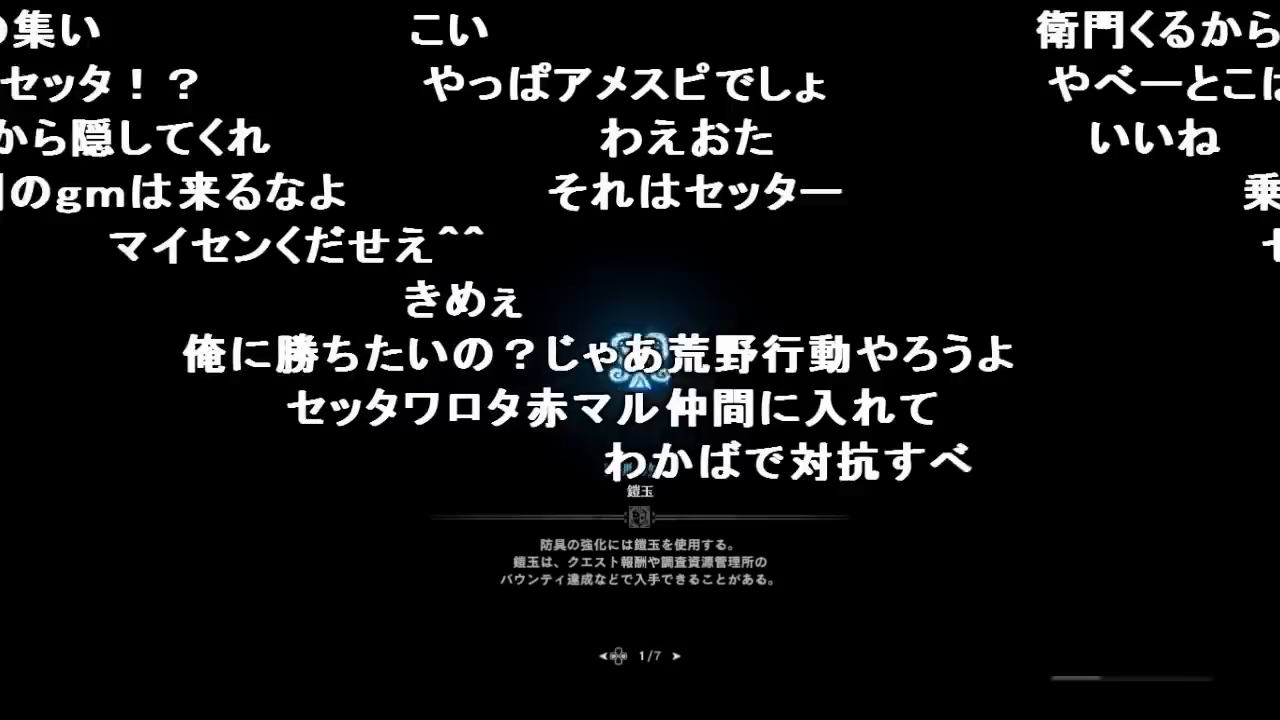 の集い
こい
衛門くるから
セッタ！？
やっぱアメスピでしょ
やべーとこは
から隠してくれ
わえおた
いいね
のgmは来るなよ
それはセッター
乗
マイセンくだせえ^^
セ
きめぇ
俺に勝ちたいの？じゃあ荒野行動やろうよ
セッタワロタ赤マル仲間に入れて
わかばで対抗すべ
鎧玉
防具の強化には鎧玉を使用する。
鎧玉は、クエスト報酬や調査資源管理所の
バウンティ達成などで入手できることがある。
1/7